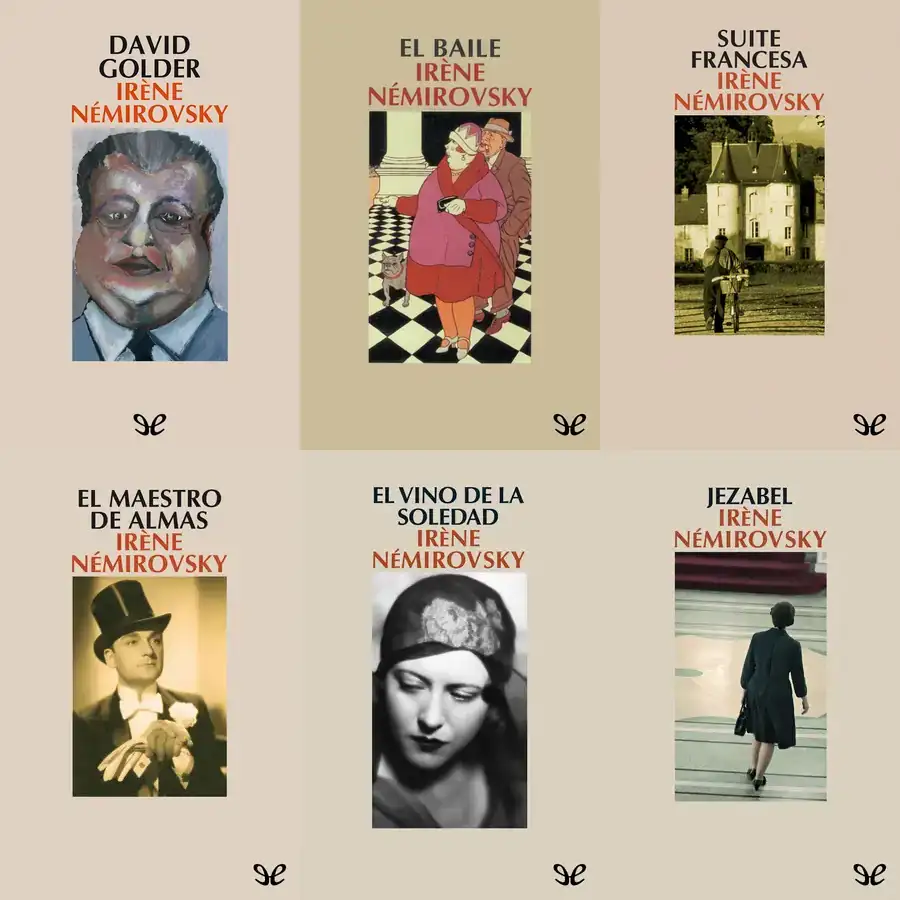 DAVID
GOLDER
IRÈNE
NÉMIROVSKY
EL BAILE
IRÈNE
NÉMIROVSKY
SUITE
FRANCESA
IRÈNE
NÉMIROVSKY
EL MAESTRO
DE ALMAS
IRÈNE
NÉMIROVSKY
EL VINO DE LA
SOLEDAD
IRÈNE
NÉMIROVSKY
JEZABEL
IRÈNE
NÉMIROVSKY